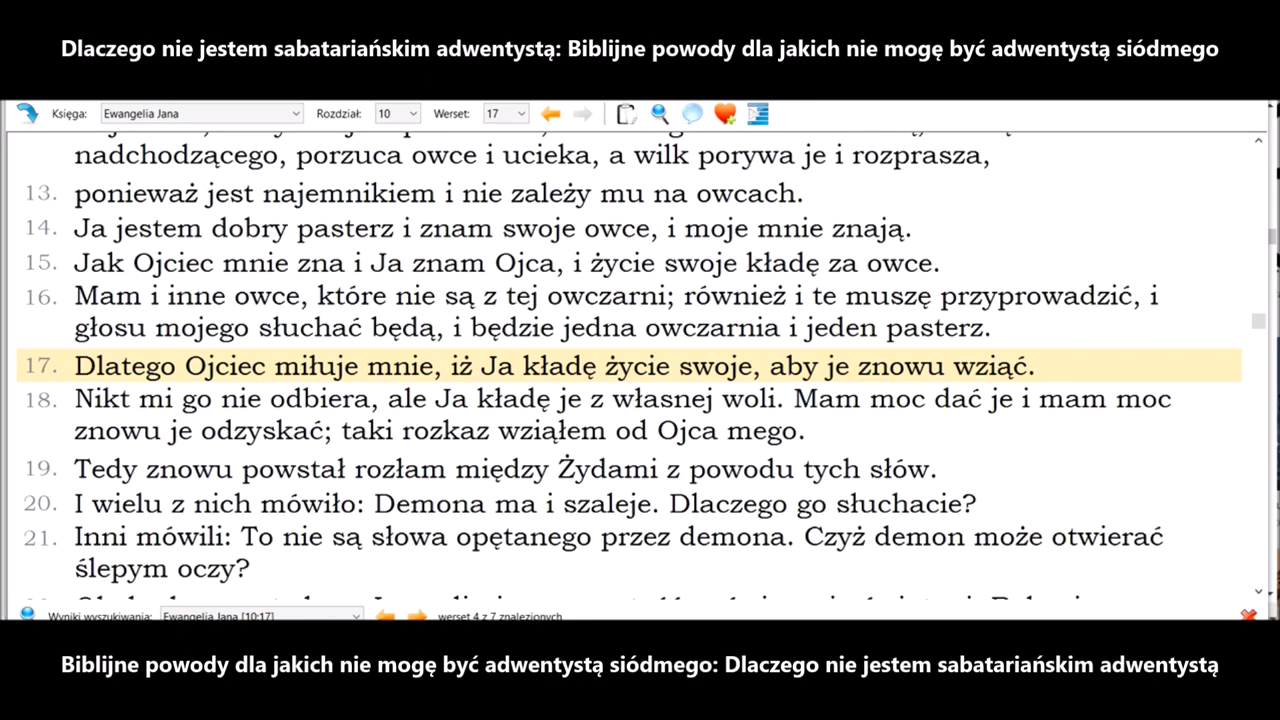 Dlaczego nie jestem sabatariańskim adwentystą: Biblijne powody dla jakich nie mogę być adwentystą siódmego
Księga: Ewangelia Jana Rozdział: 10 Werset: 17
nadchodzącego, porzuca owce i ucieka, a wilk porywa je i rozprasza,
13. ponieważ jest najemnikiem i nie zależy mu na owcach.
14. Ja jestem dobry pasterz i znam swoje owce, i moje mnie znają.
15. Jak Ojciec mnie zna i Ja znam Ojca, i życie swoje kładę za owce.
16. Mam i inne owce, które nie są z tej owczarni; również i te muszę przyprowadzić, i
głosu mojego słuchać będą, i będzie jedna owczarnia i jeden pasterz.
17. Dlatego Ojciec miłuje mnie, iż Ja kładę życie swoje, aby je znowu wziąć.
18. Nikt mi go nie odbiera, ale Ja kładę je z własnej woli. Mam moc dać je i mam moc
znowu je odzyskać; taki rozkaz wziąłem od Ojca mego.
19. Tedy znowu powstał rozłam między Żydami z powodu tych słów.
20. I wielu z nich mówiło: Demona ma i szaleje. Dlaczego go słuchacie?
21. Inni mówili: To nie są słowa opętanego przez demona. Czyż demon może otwierać
ślepym oczy?
Wyniki wyszukiwania: Ewangelia Jana [10:17] werset 4 z 7 znalezionych
Biblijne powody dla jakich nie mogę być adwentystą siódmego: Dlaczego nie jestem sabatariańskim adwentystą